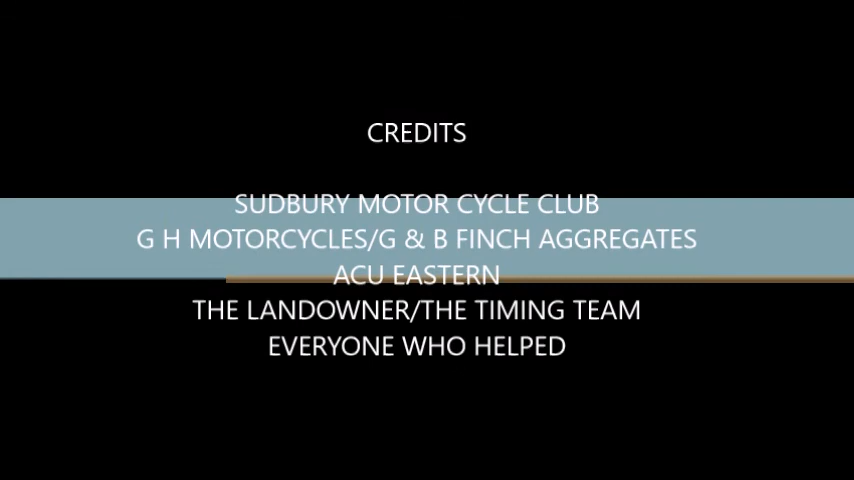 CREDITS
SUDBURY MOTOR CYCLE CLUB
G H MOTORCYCLES/G & B FINCH AGGREGATES
ACU EASTERN
THE LANDOWNER/THE TIMING TEAM
EVERYONE WHO HELPED